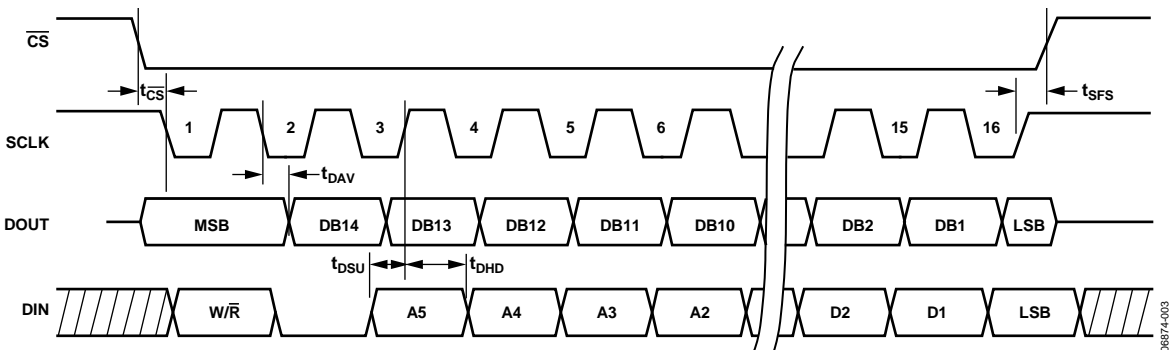 CS
tCS
tSFS
SCLK
1 2 3 4 5 6 15 16
tDAV
DOUT
MSB DB14 DB13 DB12 DB11 DB10 DB2 DB1 LSB
tDSU tDHD
DIN
W/R A5 A4 A3 A2 D2 D1 LSB
06874-003